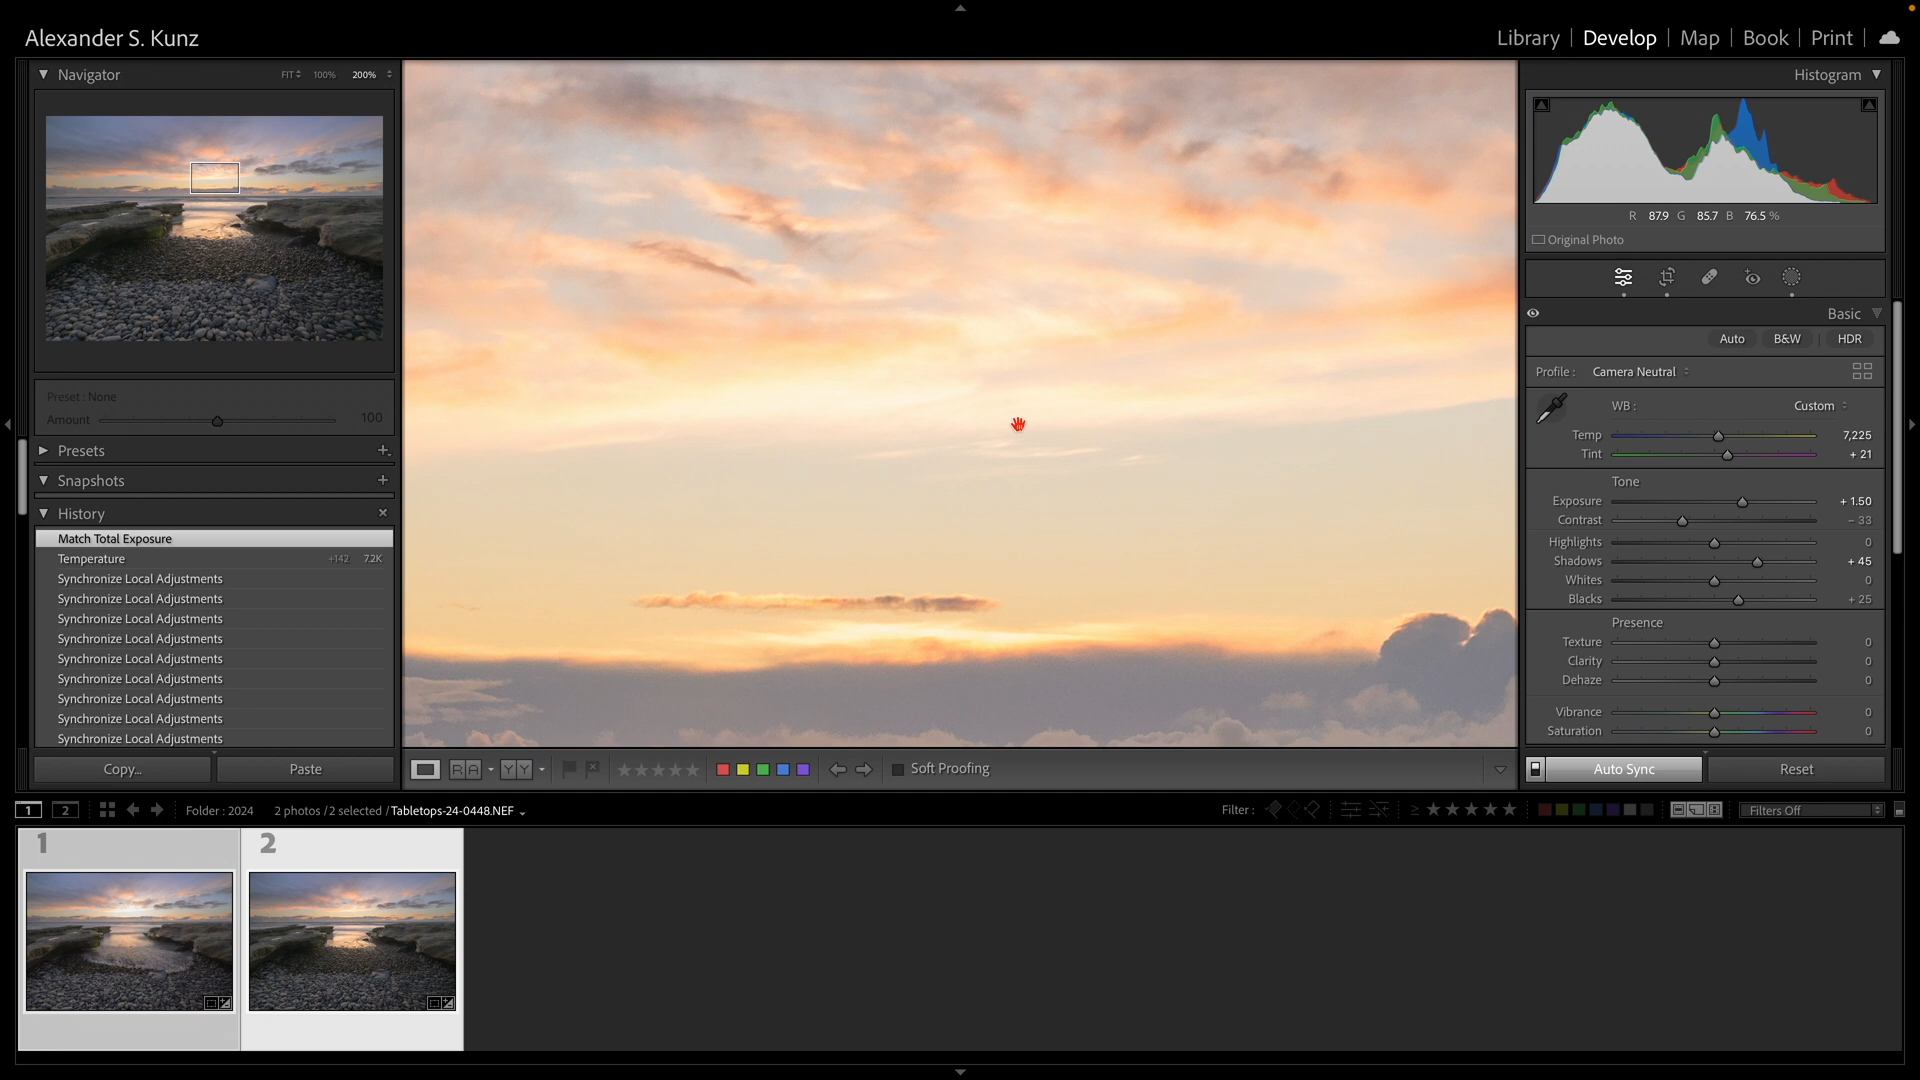 Alexander S. Kunz
Library | Develop | Map | Book | Print
Navigator FIT 100% 200%
Histogram
R 87.9 G 85.7 B 76.5 %
Original Photo
Basic
Auto B&W HDR
Profile : Camera Neutral
WB : Custom
Temp 7,225
Tint + 21
Tone
Exposure + 1.50
Contrast – 33
Highlights 0
Shadows + 45
Whites 0
Blacks + 25
Presence
Texture 0
Clarity 0
Dehaze 0
Vibrance 0
Saturation 0
Preset : None
Amount 100
Presets
Snapshots
History
Match Total Exposure
Temperature +142 7.2K
Synchronize Local Adjustments
Synchronize Local Adjustments
Synchronize Local Adjustments
Synchronize Local Adjustments
Synchronize Local Adjustments
Synchronize Local Adjustments
Synchronize Local Adjustments
Synchronize Local Adjustments
Synchronize Local Adjustments
Copy... Paste
R A Y Y Soft Proofing
Auto Sync Reset
1 2 Folder : 2024 2 photos / 2 selected / Tabletops-24-0448.NEF
Filter : ≥ Filters Off
1 2